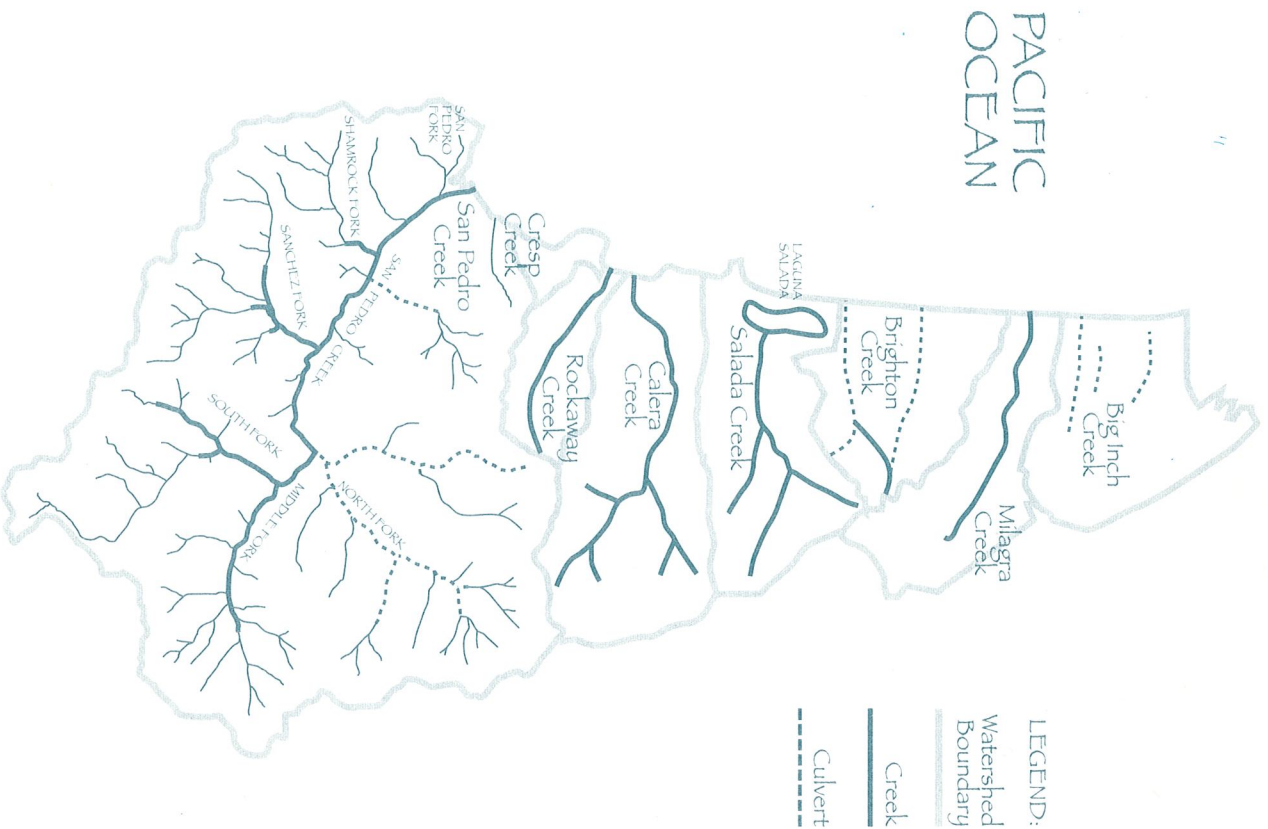 PACIFIC
OCEAN
Big Inch
Creek
Milagra
Creek
Brighton
Creek
LAGUNA
SALADA
Salada Creek
Calera
Creek
Rockaway
Creek
Cresp
Creek
San Pedro
Creek
SAN
PEDRO
FORK
SHAMROCK FORK
SANCHEZ FORK
SAN PEDRO CREEK
SOUTH FORK
MIDDLE FORK
NORTH FORK
LEGEND:
Watershed
Boundary
Creek
Culvert